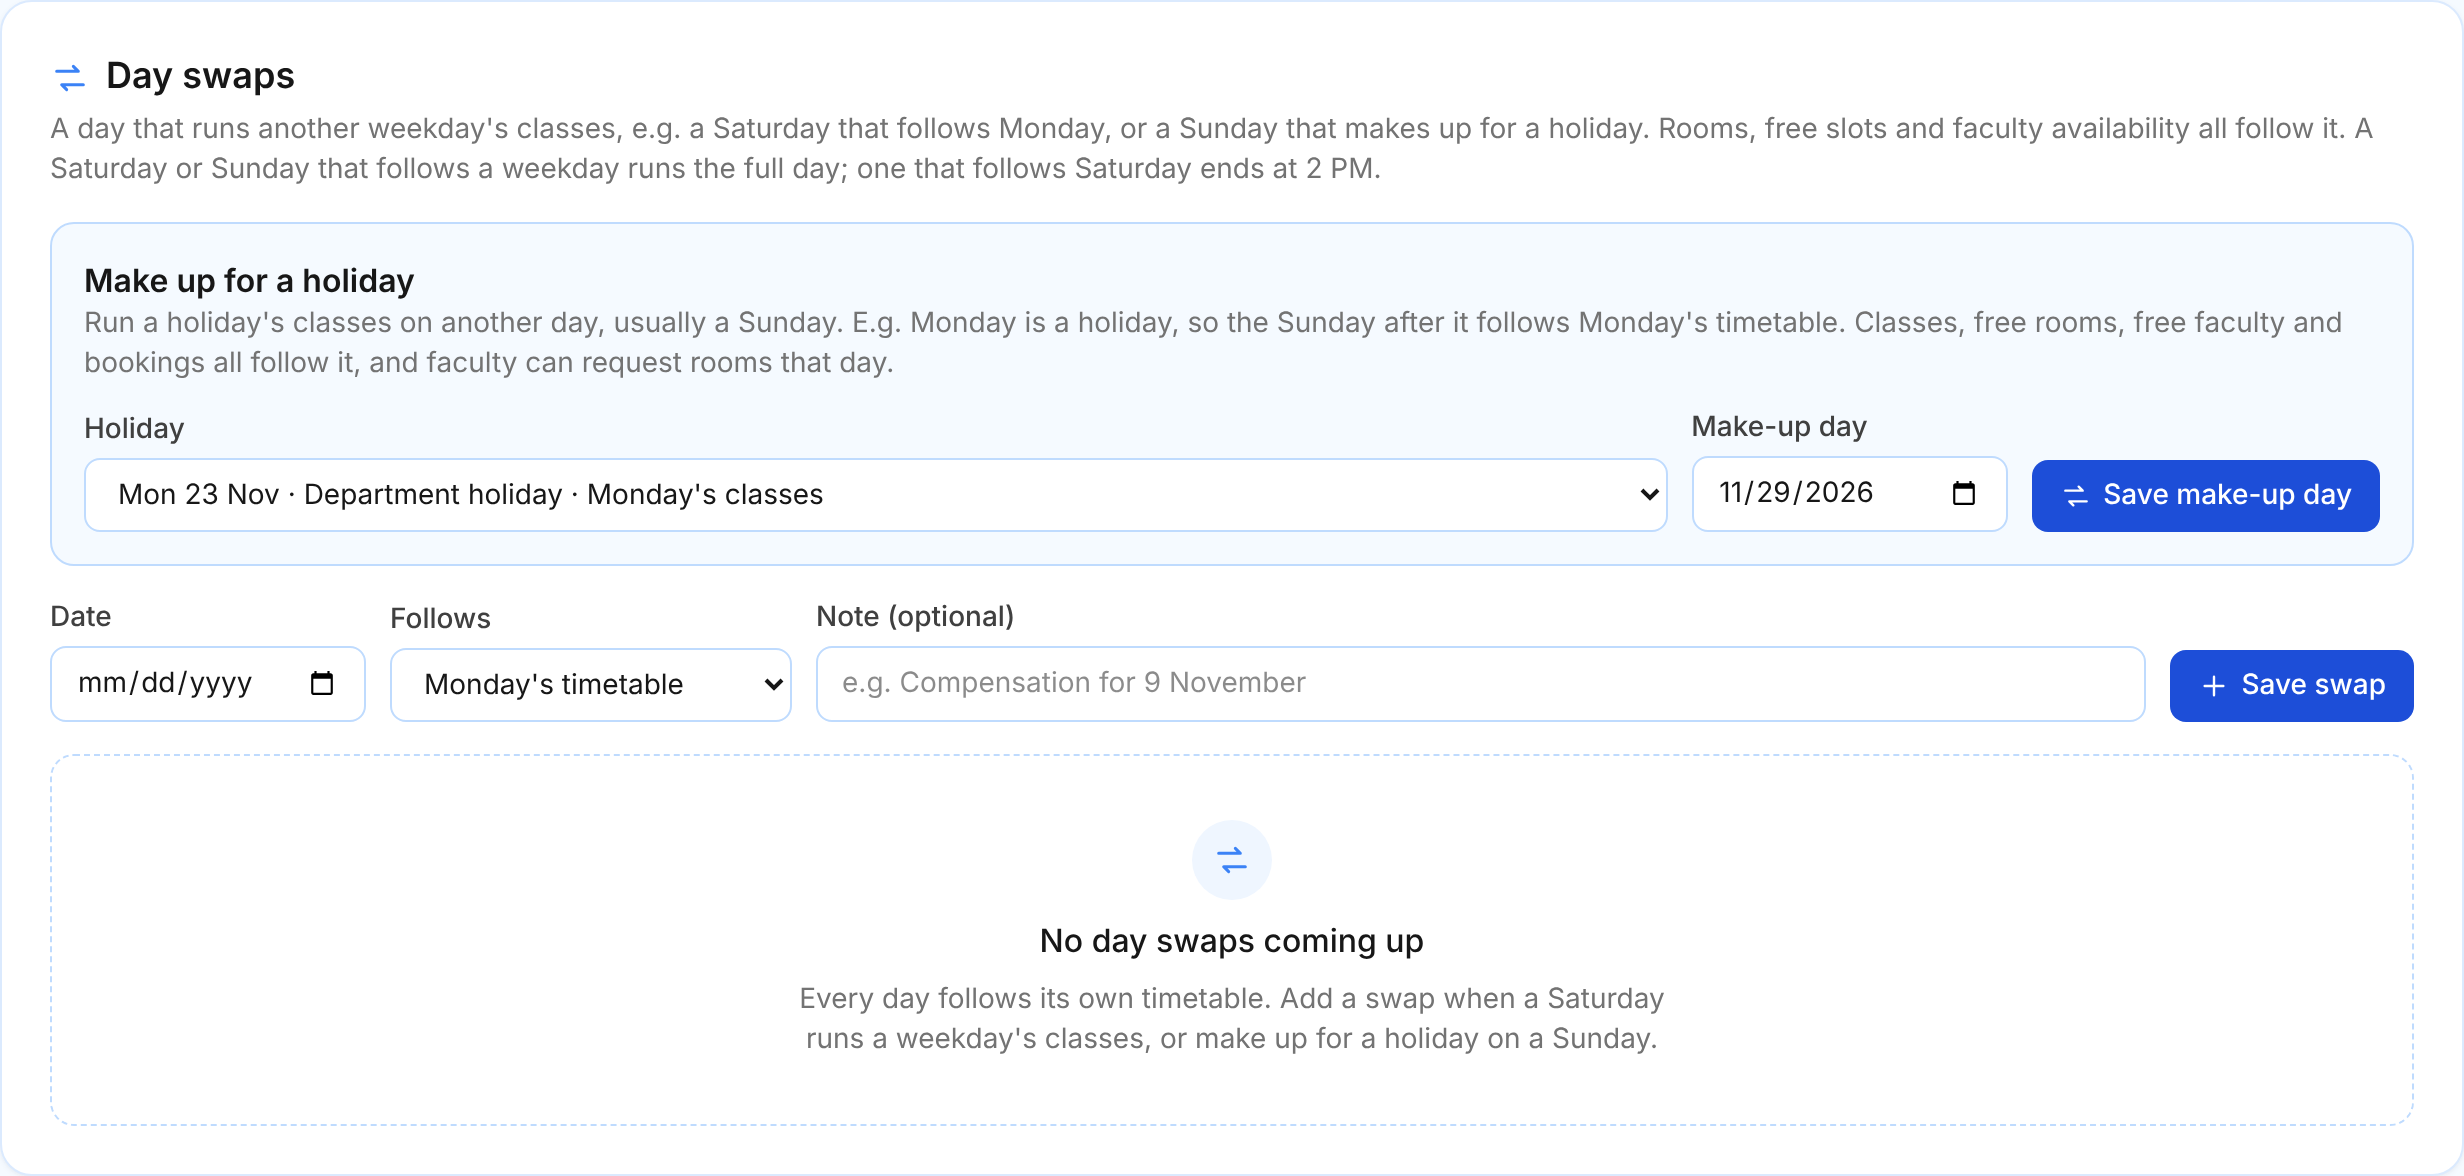 Day swaps
A day that runs another weekday's classes, e.g. a Saturday that follows Monday, or a Sunday that makes up for a holiday. Rooms, free slots and faculty availability all follow it. A
Saturday or Sunday that follows a weekday runs the full day; one that follows Saturday ends at 2 PM.
Make up for a holiday
Run a holiday's classes on another day, usually a Sunday. E.g. Monday is a holiday, so the Sunday after it follows Monday's timetable. Classes, free rooms, free faculty and
bookings all follow it, and faculty can request rooms that day.
Holiday
Make-up day
Mon 23 Nov · Department holiday · Monday's classes
11/29/2026
Save make-up day
Date
Follows
Note (optional)
mm/dd/yyyy
Monday's timetable
e.g. Compensation for 9 November
Save swap
No day swaps coming up
Every day follows its own timetable. Add a swap when a Saturday
runs a weekday's classes, or make up for a holiday on a Sunday.